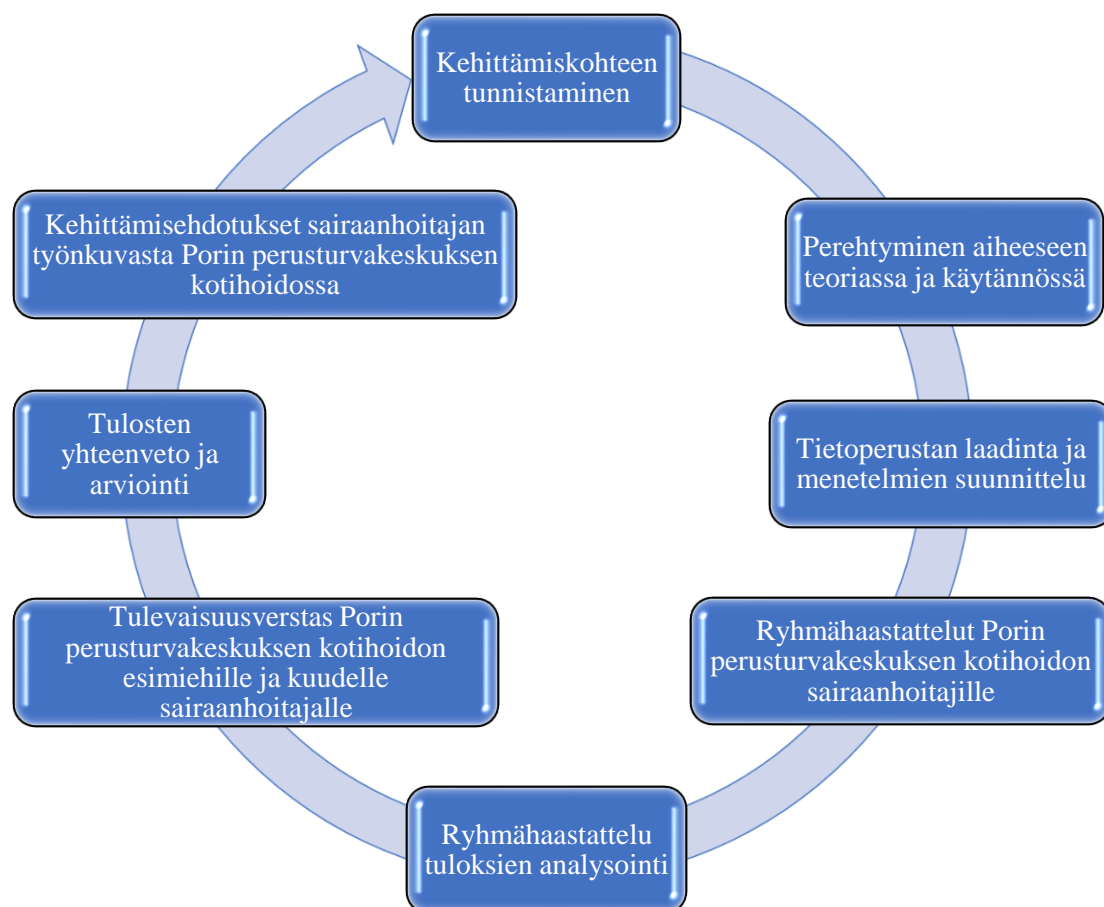 Kehittämiskohteen
tunnistaminen
Perehtyminen aiheeseen
teoriassa ja käytännössä
Tietoperustan laadinta ja
menetelmien suunnittelu
Ryhmähaastattelut Porin
perusturvakeskuksen kotihoidon
sairaanhoitajille
Ryhmähaastattelu
tuloksien analysointi
Tulevaisuusverstas Porin
perusturvakeskuksen kotihoidon
esimiehille ja kuudelle
sairaanhoitajalle
Tulosten
yhteenveto ja
arviointi
Kehittämisehdotukset sairaanhoitajan
työnkuvasta Porin perusturvakeskuksen
kotihoidossa